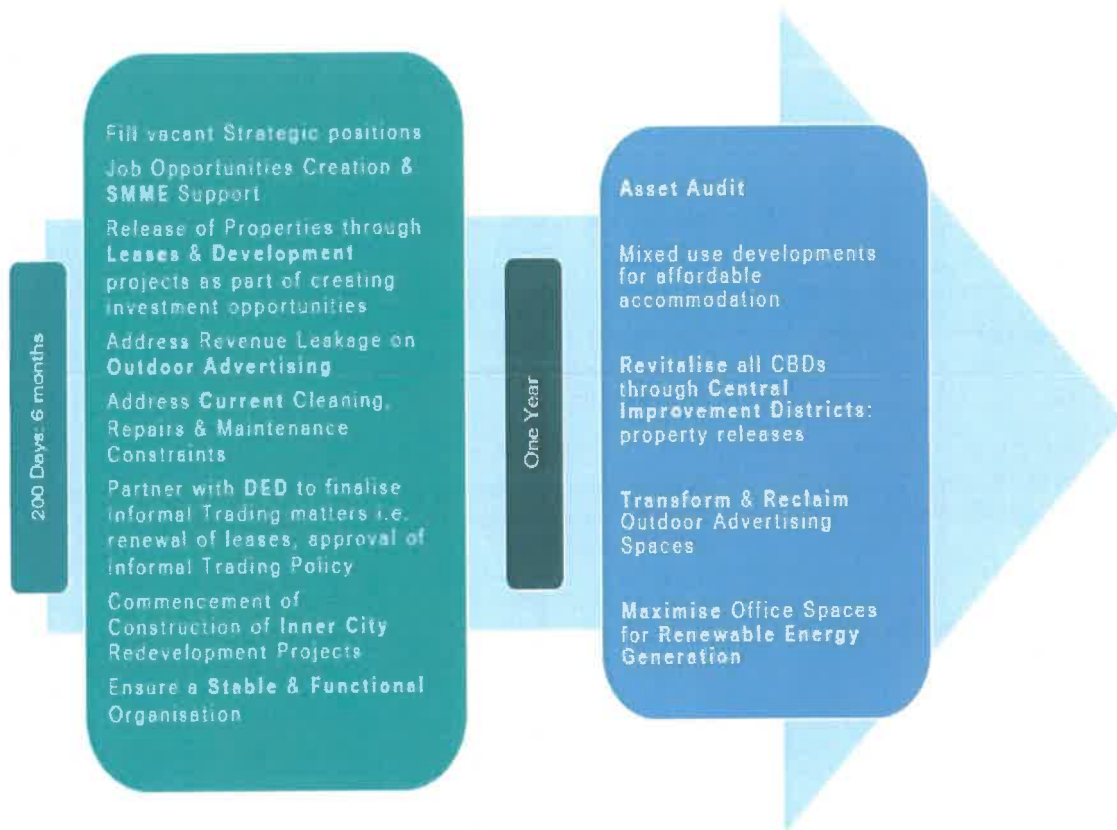 200 Days: 6 months
Fill vacant Strategic positions
Job Opportunities Creation &
SMME Support
Release of Properties through
Leases & Development
projects as part of creating
investment opportunities
Address Revenue Leakage on
Outdoor Advertising
Address Current Cleaning,
Repairs & Maintenance
Constraints
Partner with DED to finalise
Informal Trading matters i.e.
renewal of leases, approval of
Informal Trading Policy
Commencement of
Construction of Inner City
Redevelopment Projects
Ensure a Stable & Functional
Organisation
One Year
Asset Audit
Mixed use developments
for affordable
accommodation
Revitalise all CBDs
through Central
Improvement Districts:
property releases
Transform & Reclaim
Outdoor Advertising
Spaces
Maximise Office Spaces
for Renewable Energy
Generation